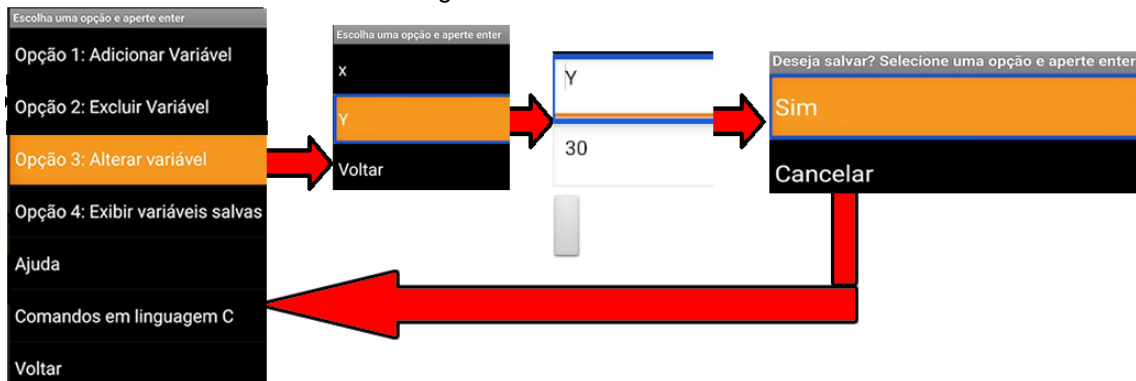 Escolha uma opção e aperte enter
Opção 1: Adicionar Variável
Opção 2: Excluir Variável
Opção 3: Alterar variável
Opção 4: Exibir variáveis salvas
Ajuda
Comandos em linguagem C
Voltar
Escolha uma opção e aperte enter
X
Y
Voltar
Y
30
Deseja salvar? Selecione uma opção e aperte enter
Sim
Cancelar